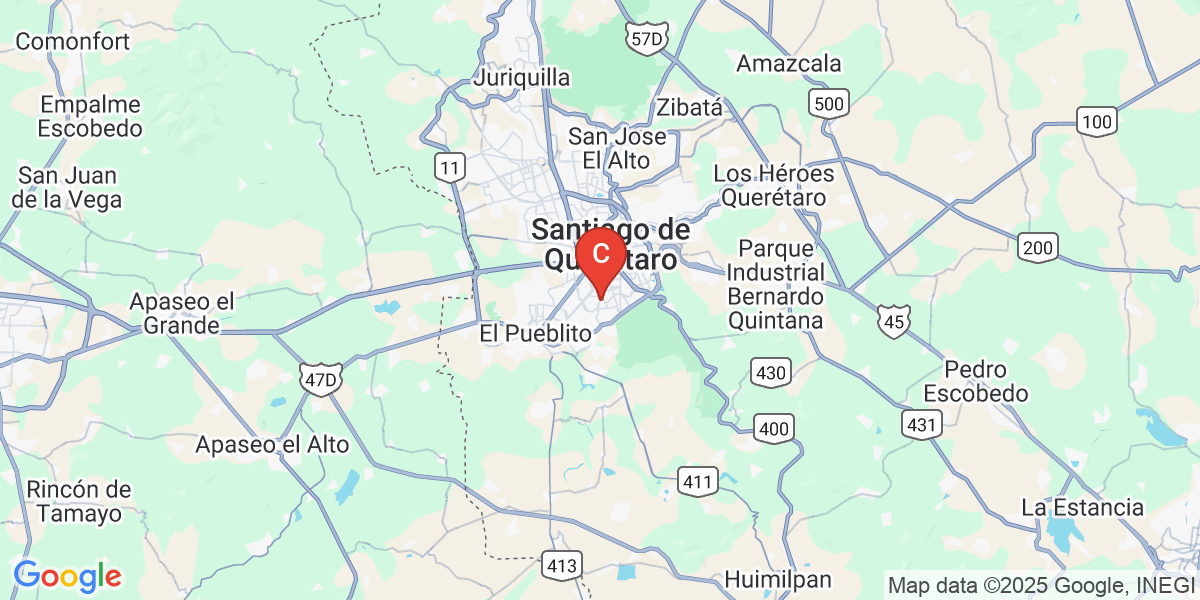 57D
Comonfort
Amazcala
Juriquilla
Empalme
Escobedo
Zibatá
500
100
San Jose
El Alto
11
San Juan
de la Vega
Los Héroes
Querétaro
Santiago de
Querétaro
C
Parque
Industrial
Bernardo
Quintana
200
Apaseo el
Grande
El Pueblito
45
47D
430
Pedro
Escobedo
Apaseo el Alto
400
431
411
Rincón de
Tamayo
La Estancia
413
Huimilpan
Google
Map data ©2025 Google, INEGI